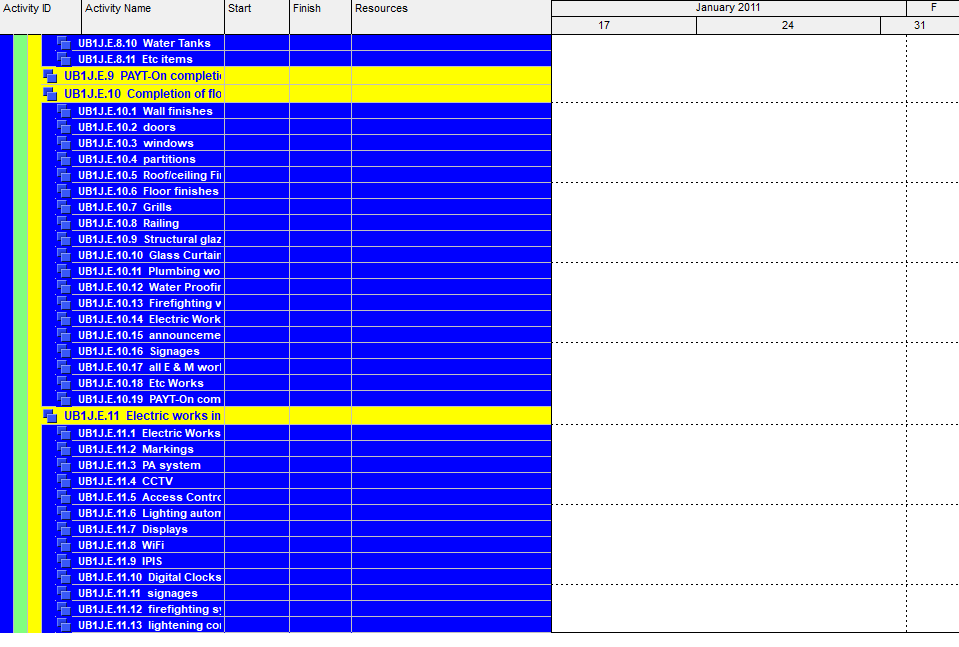 Activity ID Activity Name Start Finish Resources January 2011 F
17 24 31
UB1J.E.8.10 Water Tanks
UB1J.E.8.11 Etc items
UB1J.E.9 PAYT-On completi
UB1J.E.10 Completion of flo
UB1J.E.10.1 Wall finishes
UB1J.E.10.2 doors
UB1J.E.10.3 windows
UB1J.E.10.4 partitions
UB1J.E.10.5 Roof/ceiling Fi
UB1J.E.10.6 Floor finishes
UB1J.E.10.7 Grills
UB1J.E.10.8 Railing
UB1J.E.10.9 Structural glaz
UB1J.E.10.10 Glass Curtain
UB1J.E.10.11 Plumbing wo
UB1J.E.10.12 Water Proofin
UB1J.E.10.13 Firefighting w
UB1J.E.10.14 Electric Work
UB1J.E.10.15 announceme
UB1J.E.10.16 Signages
UB1J.E.10.17 all E & M worl
UB1J.E.10.18 Etc Works
UB1J.E.10.19 PAYT-On com
UB1J.E.11 Electric works in
UB1J.E.11.1 Electric Works
UB1J.E.11.2 Markings
UB1J.E.11.3 PA system
UB1J.E.11.4 CCTV
UB1J.E.11.5 Access Contro
UB1J.E.11.6 Lighting autom
UB1J.E.11.7 Displays
UB1J.E.11.8 WiFi
UB1J.E.11.9 IPIS
UB1J.E.11.10 Digital Clocks
UB1J.E.11.11 signages
UB1J.E.11.12 firefighting sy
UB1J.E.11.13 lightening co